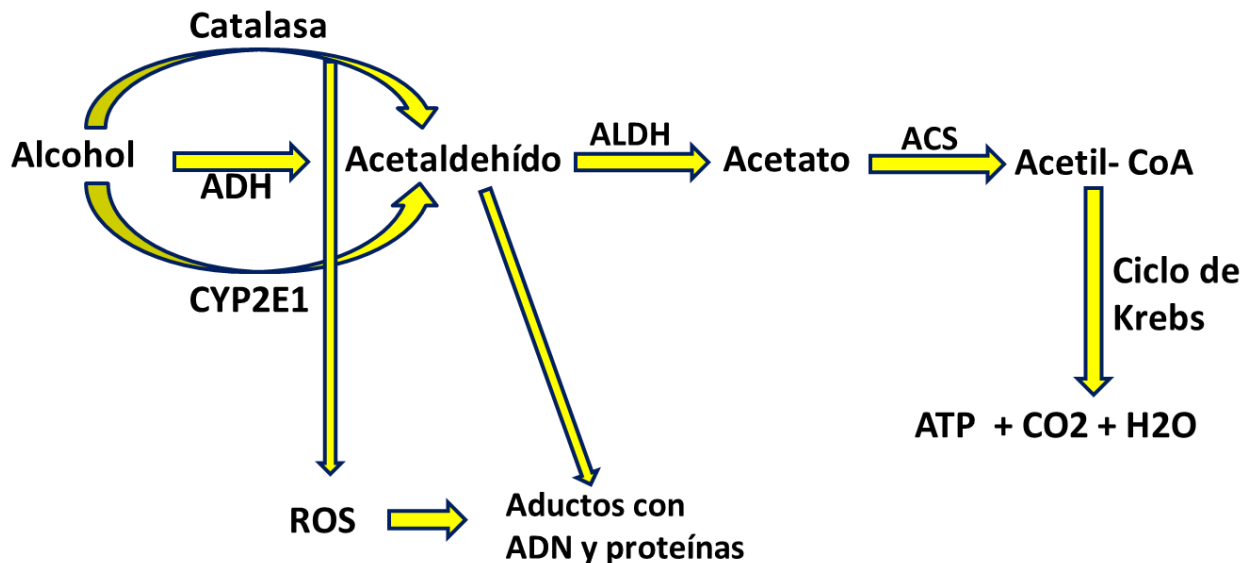 Catalasa
Alcohol
ADH
Acetaldehído
ALDH
Acetato
ACS
Acetil- CoA
CYP2E1
Ciclo de
Krebs
ATP + CO2 + H2O
ROS
Aductos con
ADN y proteínas